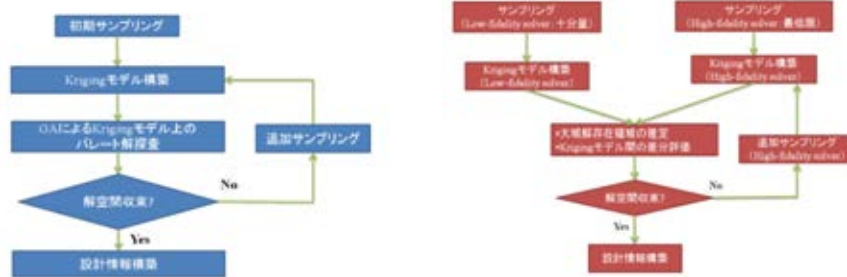 初期サンプリング
Krigingモデル構築
GAによるKrigingモデル上の
パレート解探査
追加サンプリング
No
解空間収束?
Yes
設計情報構築
サンプリング
(Low-fidelity solver:十分量)
サンプリング
(High-fidelity solver:最低限)
Krigingモデル構築
(Low-fidelity solver)
Krigingモデル構築
(High-fidelity solver)
•大域解存在領域の推定
•Krigingモデル間の差分評価
追加サンプリング
(High-fidelity solver)
No
解空間収束?
Yes
設計情報構築